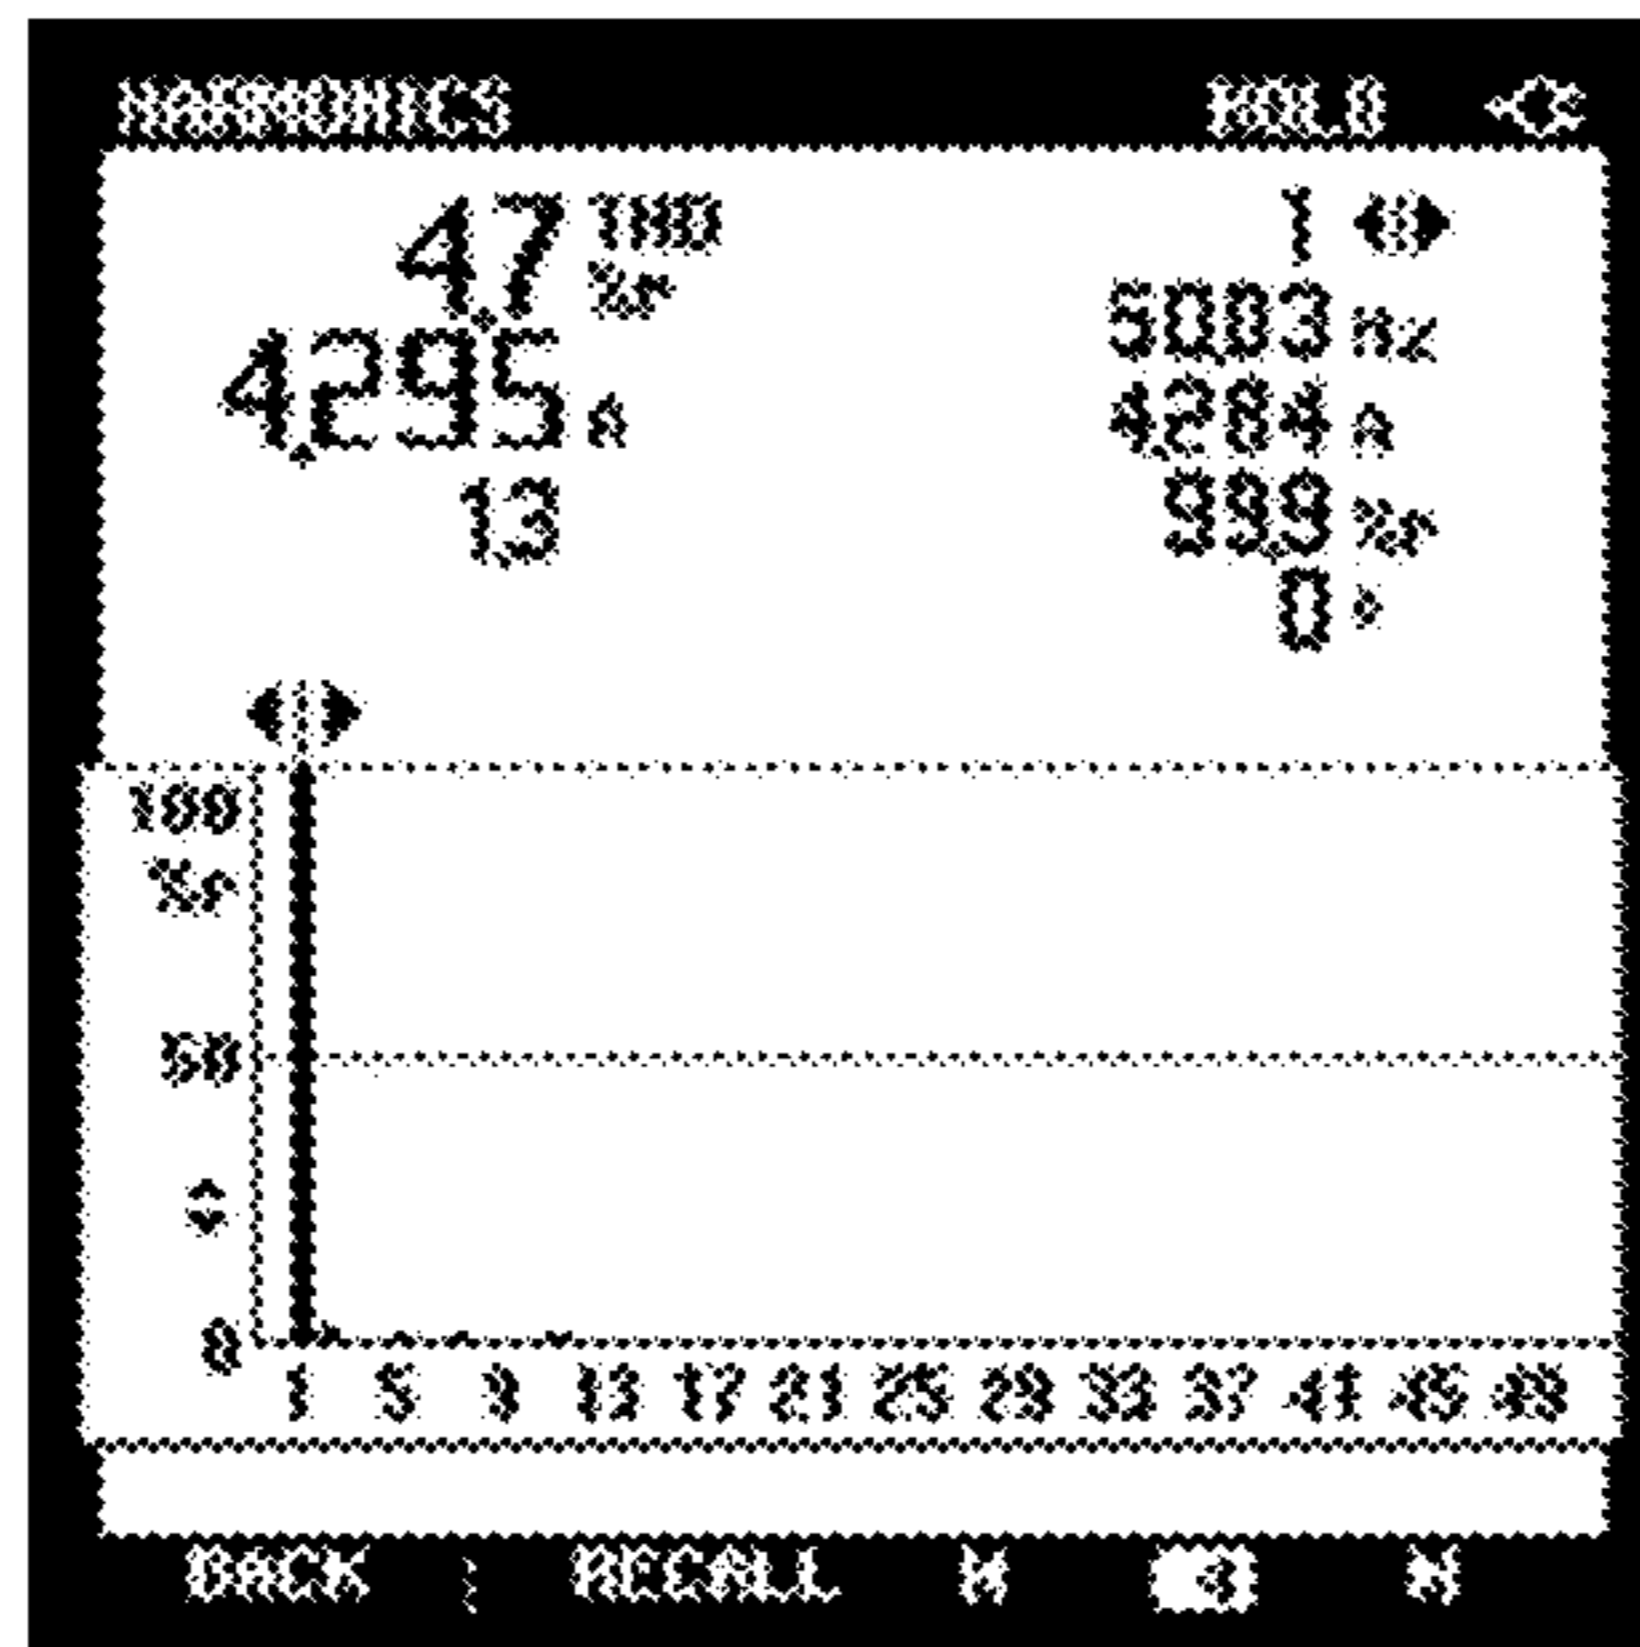 HARMONICS HOLD
4.7 THD %r
4.295 A
1.3
1
50.03 Hz
4.284 A
99.9 %r
0 °
100
%r
50
0
1 5 9 13 17 21 25 29 33 37 41 45 49
BACK RECALL